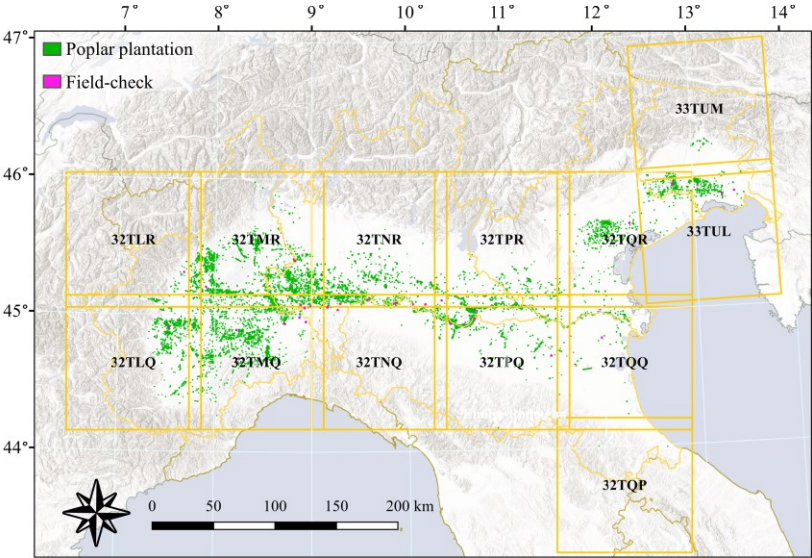 7° 8° 9° 10° 11° 12° 13° 14°
47°
Poplar plantation
Field-check
33TUM
46°
32TLR 32TMR 32TNR 32TPR 32TQR 33TUL
45°
32TLQ 32TMQ 32TNQ 32TPQ 32TQQ
44°
32TQP
0 50 100 150 200 km